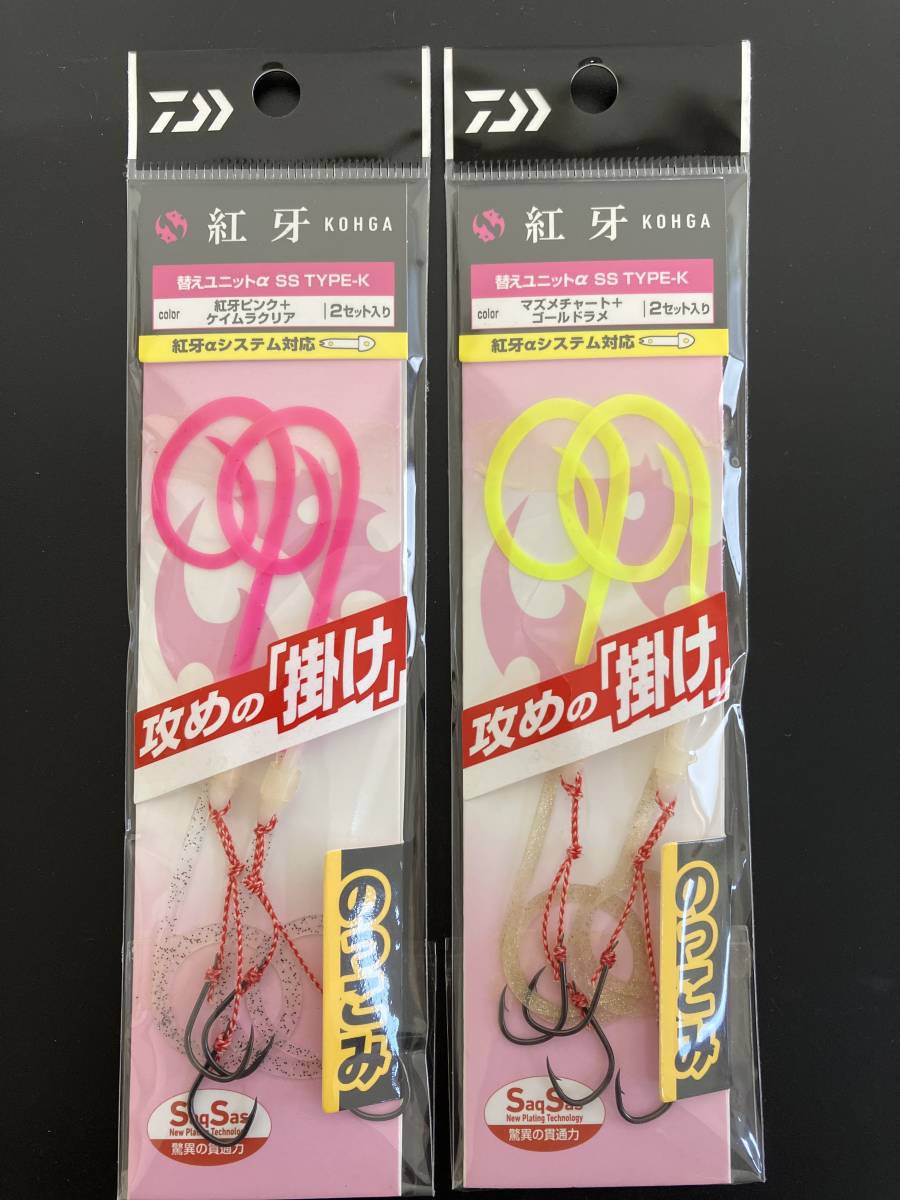 紅牙 KOHGA
替えユニットα SS TYPE-K
color 紅牙ピンク+
ケイムラクリア
2セット入り
紅牙αシステム対応
攻めの「掛け」
のっこみ
SaqSas
New Plating Technology
驚異の貫通力
紅牙 KOHGA
替えユニットα SS TYPE-K
color マズメチャート+
ゴールドラメ
2セット入り
紅牙αシステム対応
攻めの「掛け」
のっこみ
SaqSas
New Plating Technology
驚異の貫通力